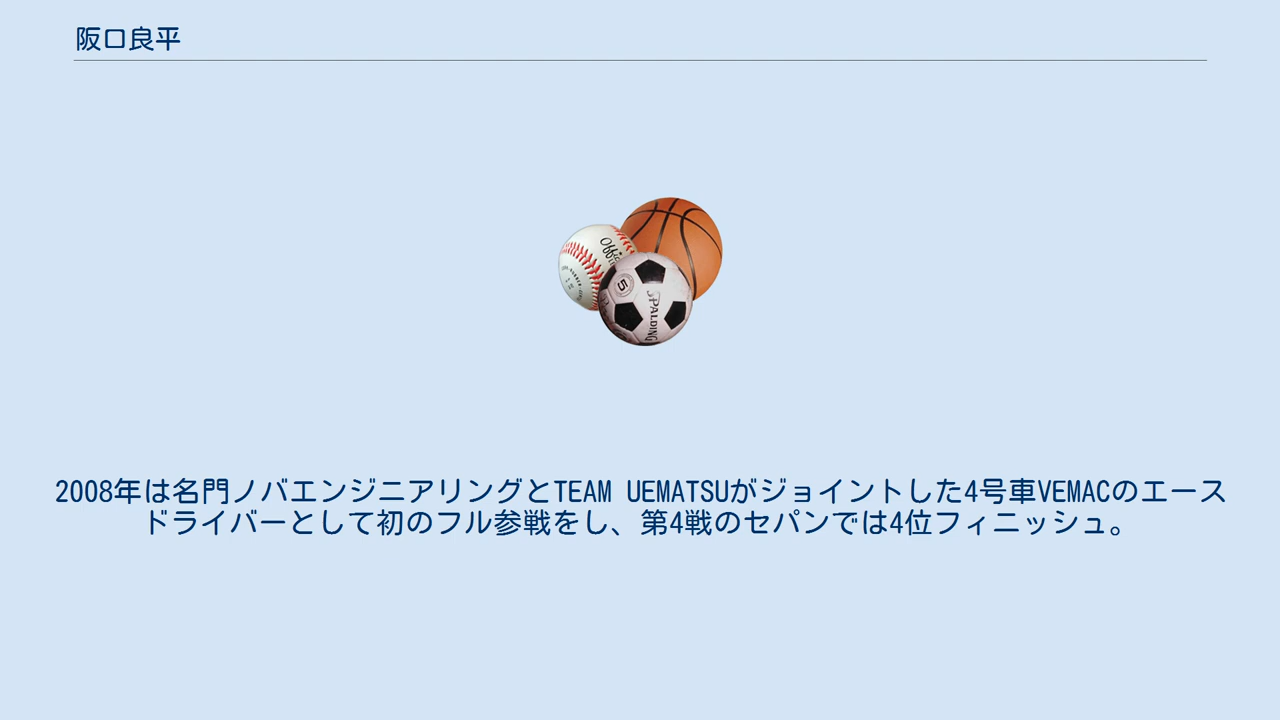 阪口良平
Offic
5
SPALDING
2008年は名門ノバエンジニアリングとTEAM UEMATSUがジョイントした4号車VEMACのエース
ドライバーとして初のフル参戦をし、第4戦のセパンでは4位フィニッシュ。